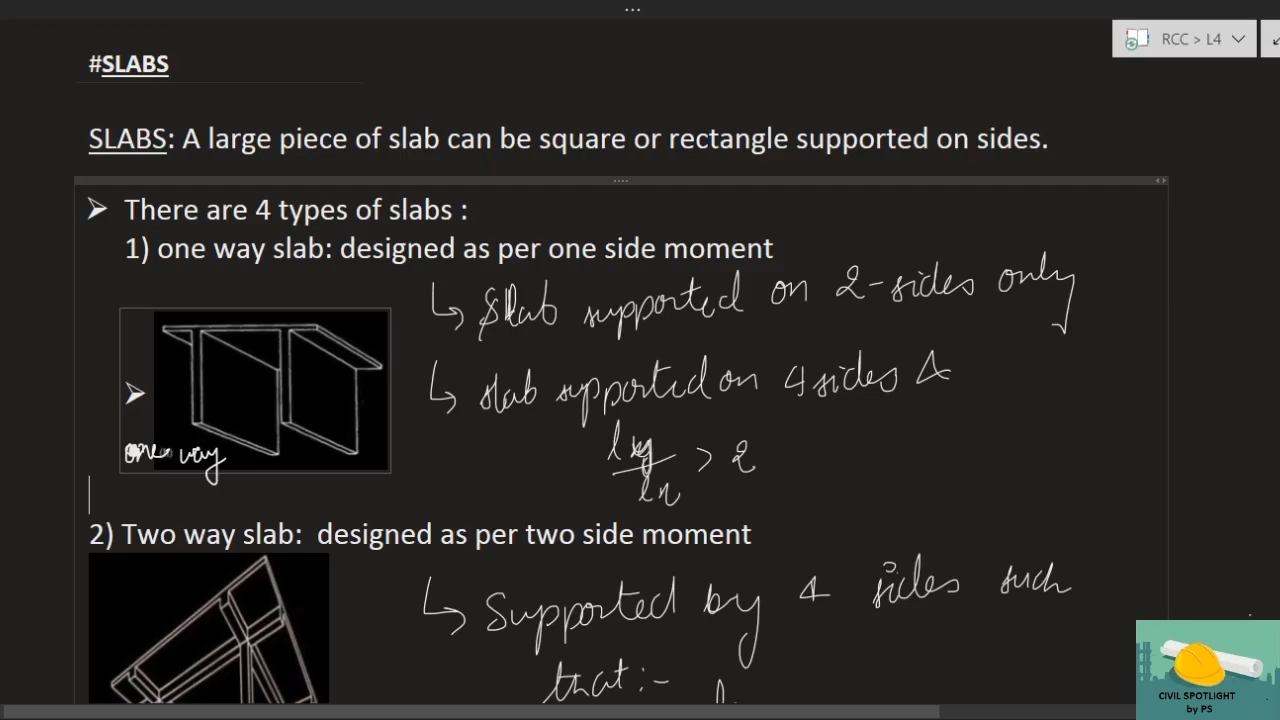 RCC > L4
#SLABS
SLABS: A large piece of slab can be square or rectangle supported on sides.
➢ There are 4 types of slabs :
1) one way slab: designed as per one side moment
↳ Slab supported on 2-sides only
➢
↳ slab supported on 4 sides &
ly/lx > 2
one way
2) Two way slab:  designed as per two side moment
↳ Supported by 4 sides such
that :-
CIVIL SPOTLIGHT
by PS